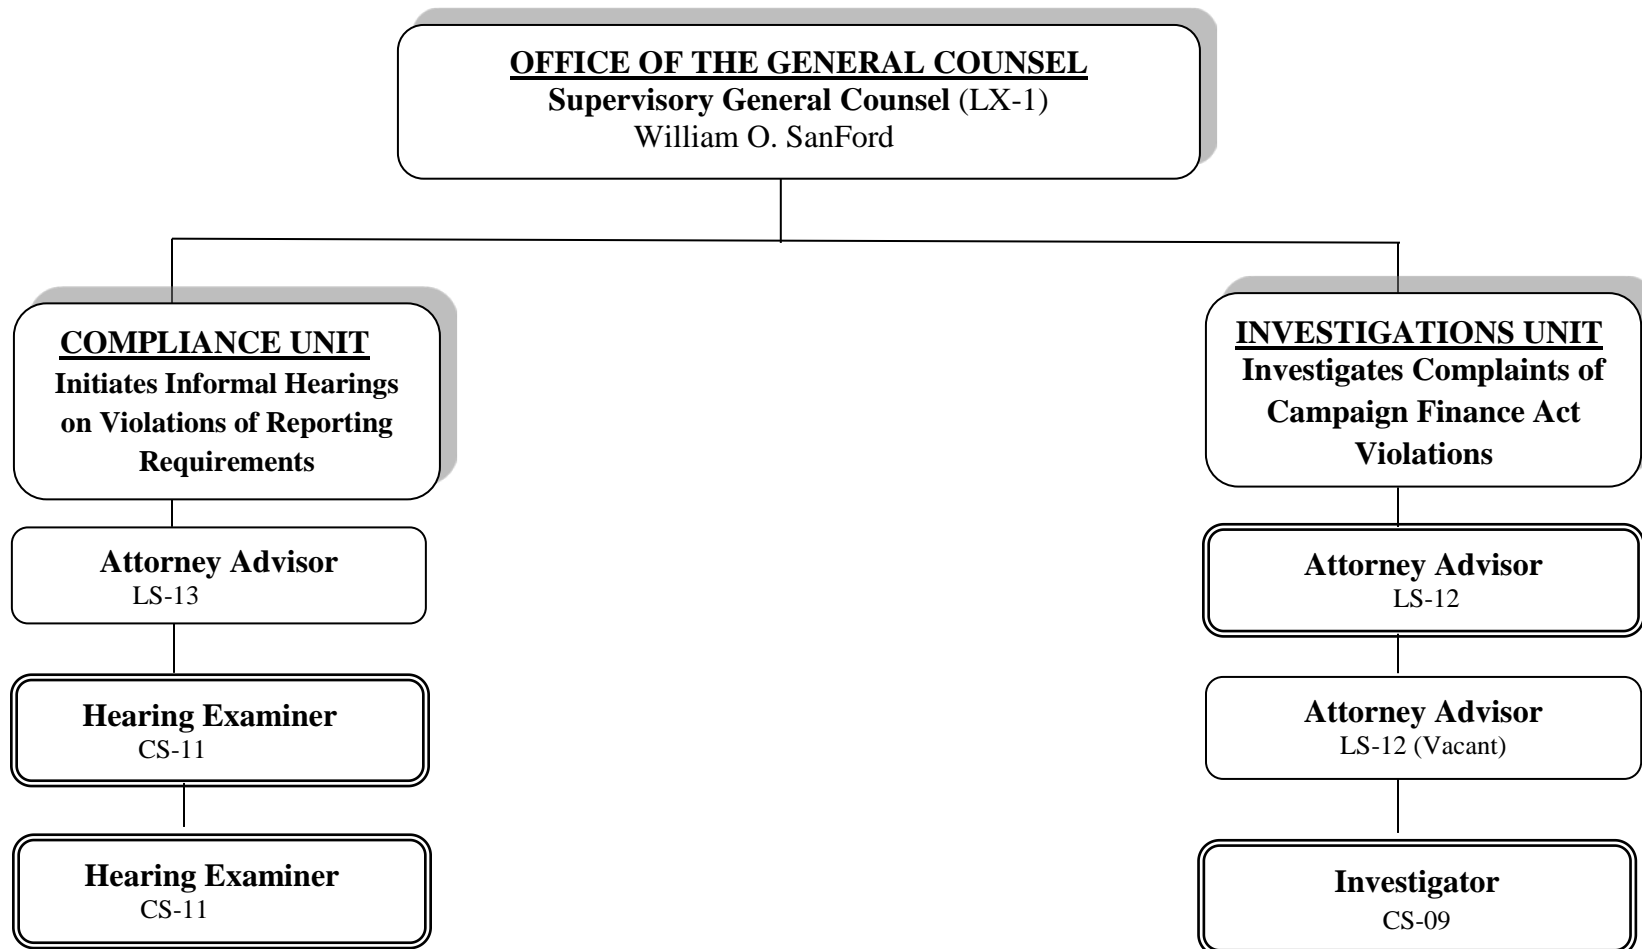 OFFICE OF THE GENERAL COUNSEL
Supervisory General Counsel (LX-1)
William O. SanFord
COMPLIANCE UNIT
Initiates Informal Hearings
on Violations of Reporting
Requirements
Attorney Advisor
LS-13
Hearing Examiner
CS-11
Hearing Examiner
CS-11
INVESTIGATIONS UNIT
Investigates Complaints of
Campaign Finance Act
Violations
Attorney Advisor
LS-12
Attorney Advisor
LS-12 (Vacant)
Investigator
CS-09